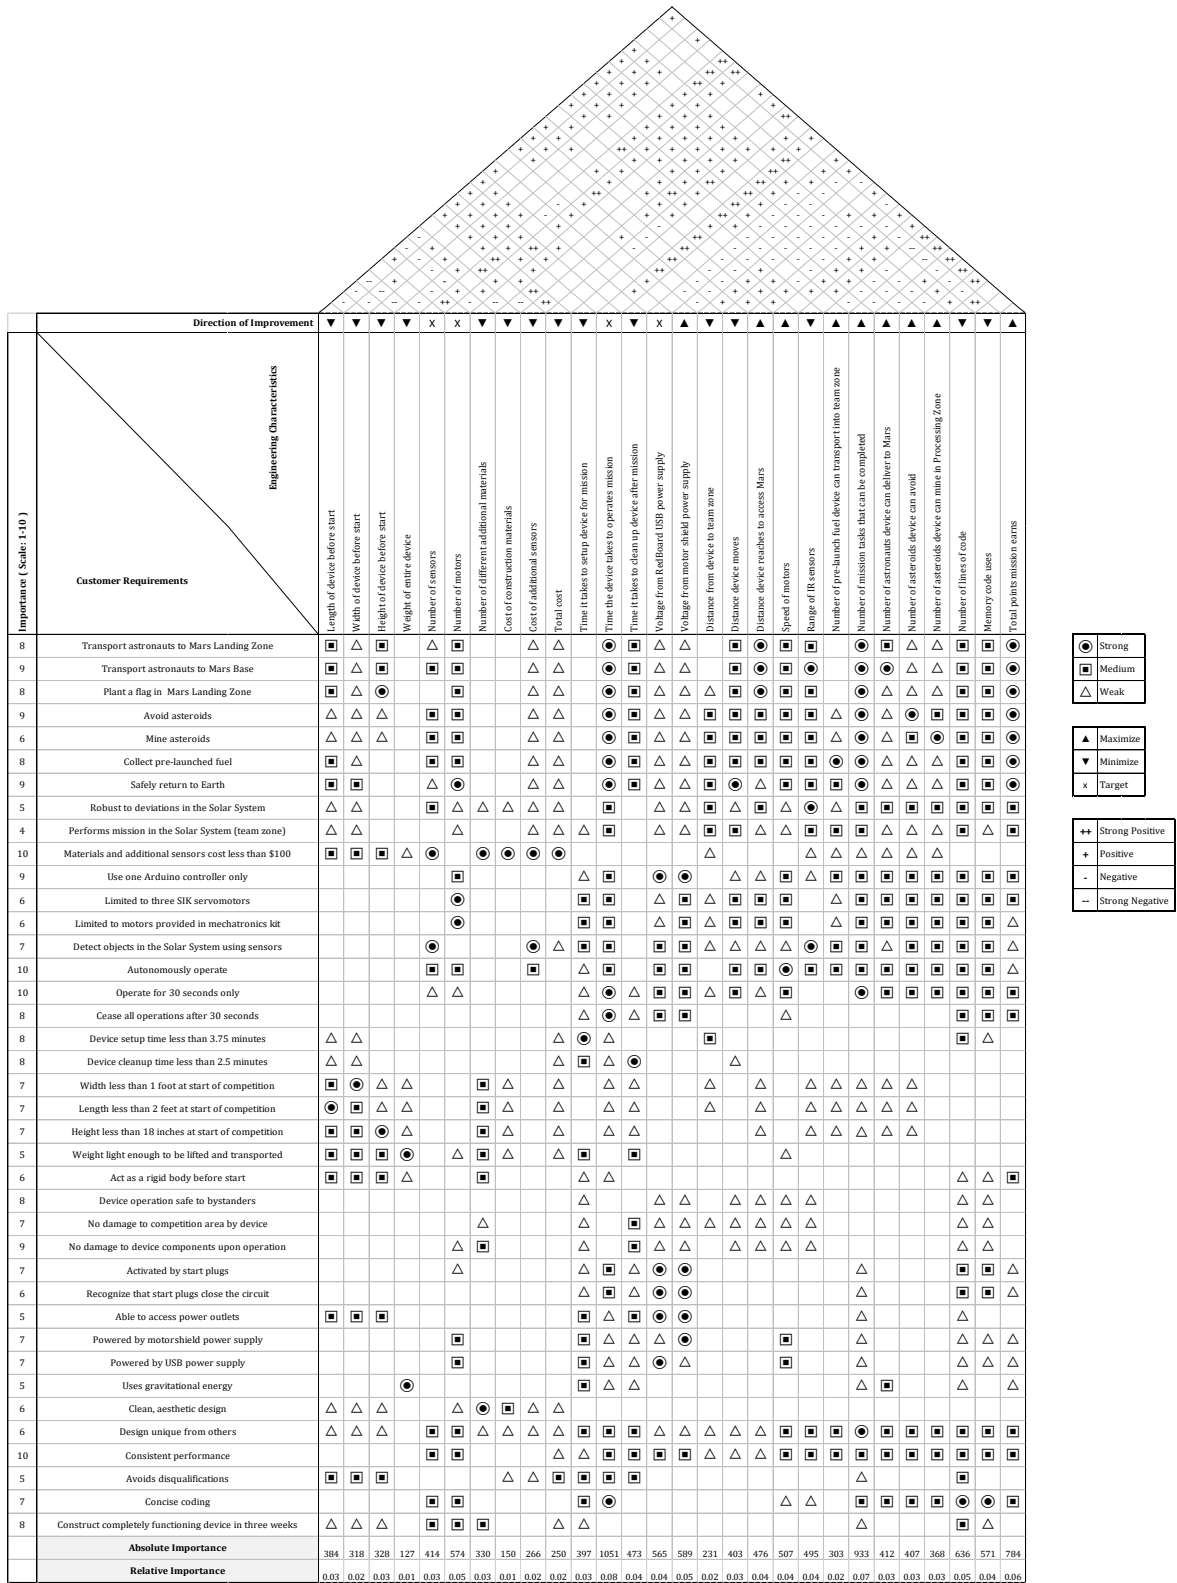 Direction of Improvement
Importance ( Scale: 1-10 )
Engineering Characteristics
Customer Requirements
Length of device before start
Width of device before start
Height of device before start
Weight of entire device
Number of sensors
Number of motors
Number of different additional materials
Cost of construction materials
Cost of additional sensors
Total cost
Time it takes to setup device for mission
Time the device takes to operates mission
Time it takes to clean up device after mission
Voltage from RedBoard USB power supply
Voltage from motor shield power supply
Distance from device to team zone
Distance device moves
Distance device reaches to access Mars
Speed of motors
Range of IR sensors
Number of pre-launch fuel device can transport into team zone
Number of mission tasks that can be completed
Number of astronauts device can deliver to Mars
Number of asteroids device can avoid
Number of asteroids device can mine in Processing Zone
Number of lines of code
Memory code uses
Total points mission earns
8 Transport astronauts to Mars Landing Zone
9 Transport astronauts to Mars Base
8 Plant a flag in Mars Landing Zone
9 Avoid asteroids
6 Mine asteroids
8 Collect pre-launched fuel
9 Safely return to Earth
5 Robust to deviations in the Solar System
4 Performs mission in the Solar System (team zone)
10 Materials and additional sensors cost less than $100
9 Use one Arduino controller only
6 Limited to three SIK servomotors
6 Limited to motors provided in mechatronics kit
7 Detect objects in the Solar System using sensors
10 Autonomously operate
10 Operate for 30 seconds only
8 Cease all operations after 30 seconds
8 Device setup time less than 3.75 minutes
8 Device cleanup time less than 2.5 minutes
7 Width less than 1 foot at start of competition
7 Length less than 2 feet at start of competition
7 Height less than 18 inches at start of competition
5 Weight light enough to be lifted and transported
6 Act as a rigid body before start
8 Device operation safe to bystanders
7 No damage to competition area by device
9 No damage to device components upon operation
7 Activated by start plugs
6 Recognize that start plugs close the circuit
5 Able to access power outlets
7 Powered by motorshield power supply
7 Powered by USB power supply
5 Uses gravitational energy
6 Clean, aesthetic design
6 Design unique from others
10 Consistent performance
5 Avoids disqualifications
7 Concise coding
8 Construct completely functioning device in three weeks
Absolute Importance 384 318 328 127 414 574 330 150 266 250 397 1051 473 565 589 231 403 476 507 495 303 933 412 407 368 636 571 784
Relative Importance 0.03 0.02 0.03 0.01 0.03 0.05 0.03 0.01 0.02 0.02 0.03 0.08 0.04 0.04 0.05 0.02 0.03 0.04 0.04 0.04 0.02 0.07 0.03 0.03 0.03 0.05 0.04 0.06
Strong
Medium
Weak
▲ Maximize
▼ Minimize
x Target
++ Strong Positive
+ Positive
- Negative
-- Strong Negative